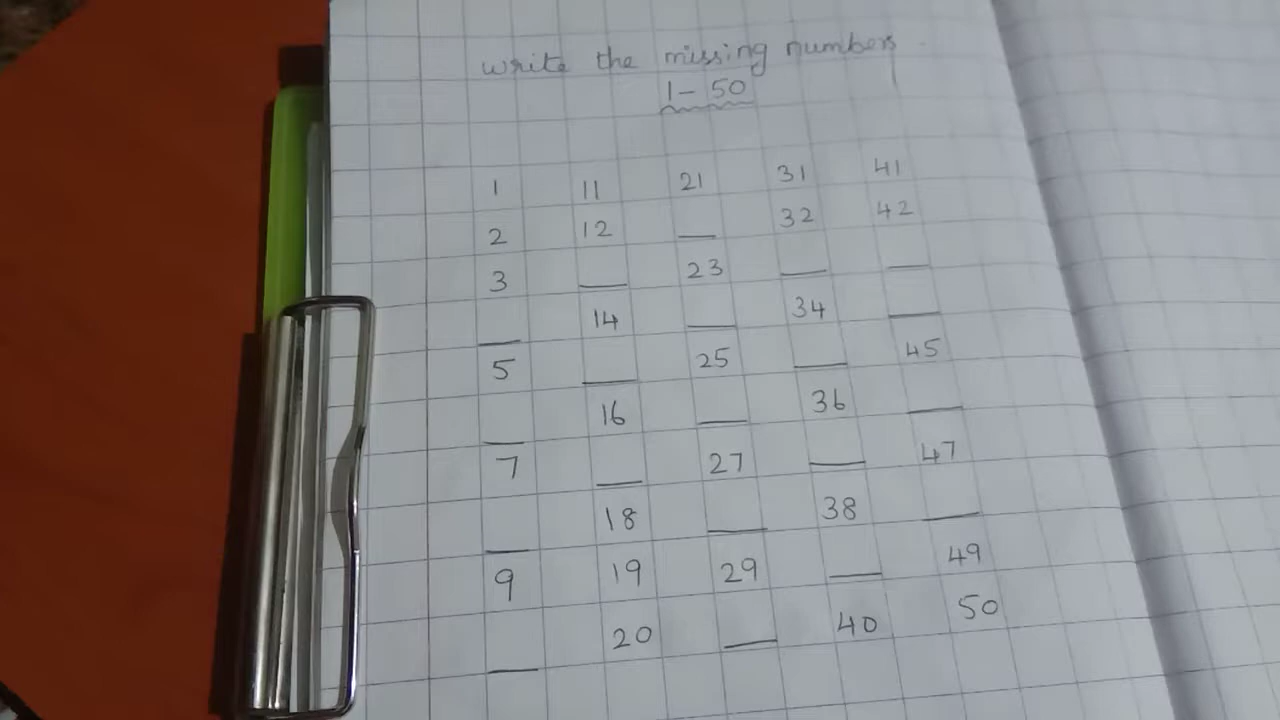 write the missing numbers
1 - 50
1 11 21 31 41
2 12 __ 32 42
3 __ 23 __ __
__ 14 __ 34 __
5 __ 25 __ 45
__ 16 __ 36 __
7 __ 27 __ 47
__ 18 __ 38 __
9 19 29 __ 49
__ 20 __ 40 50